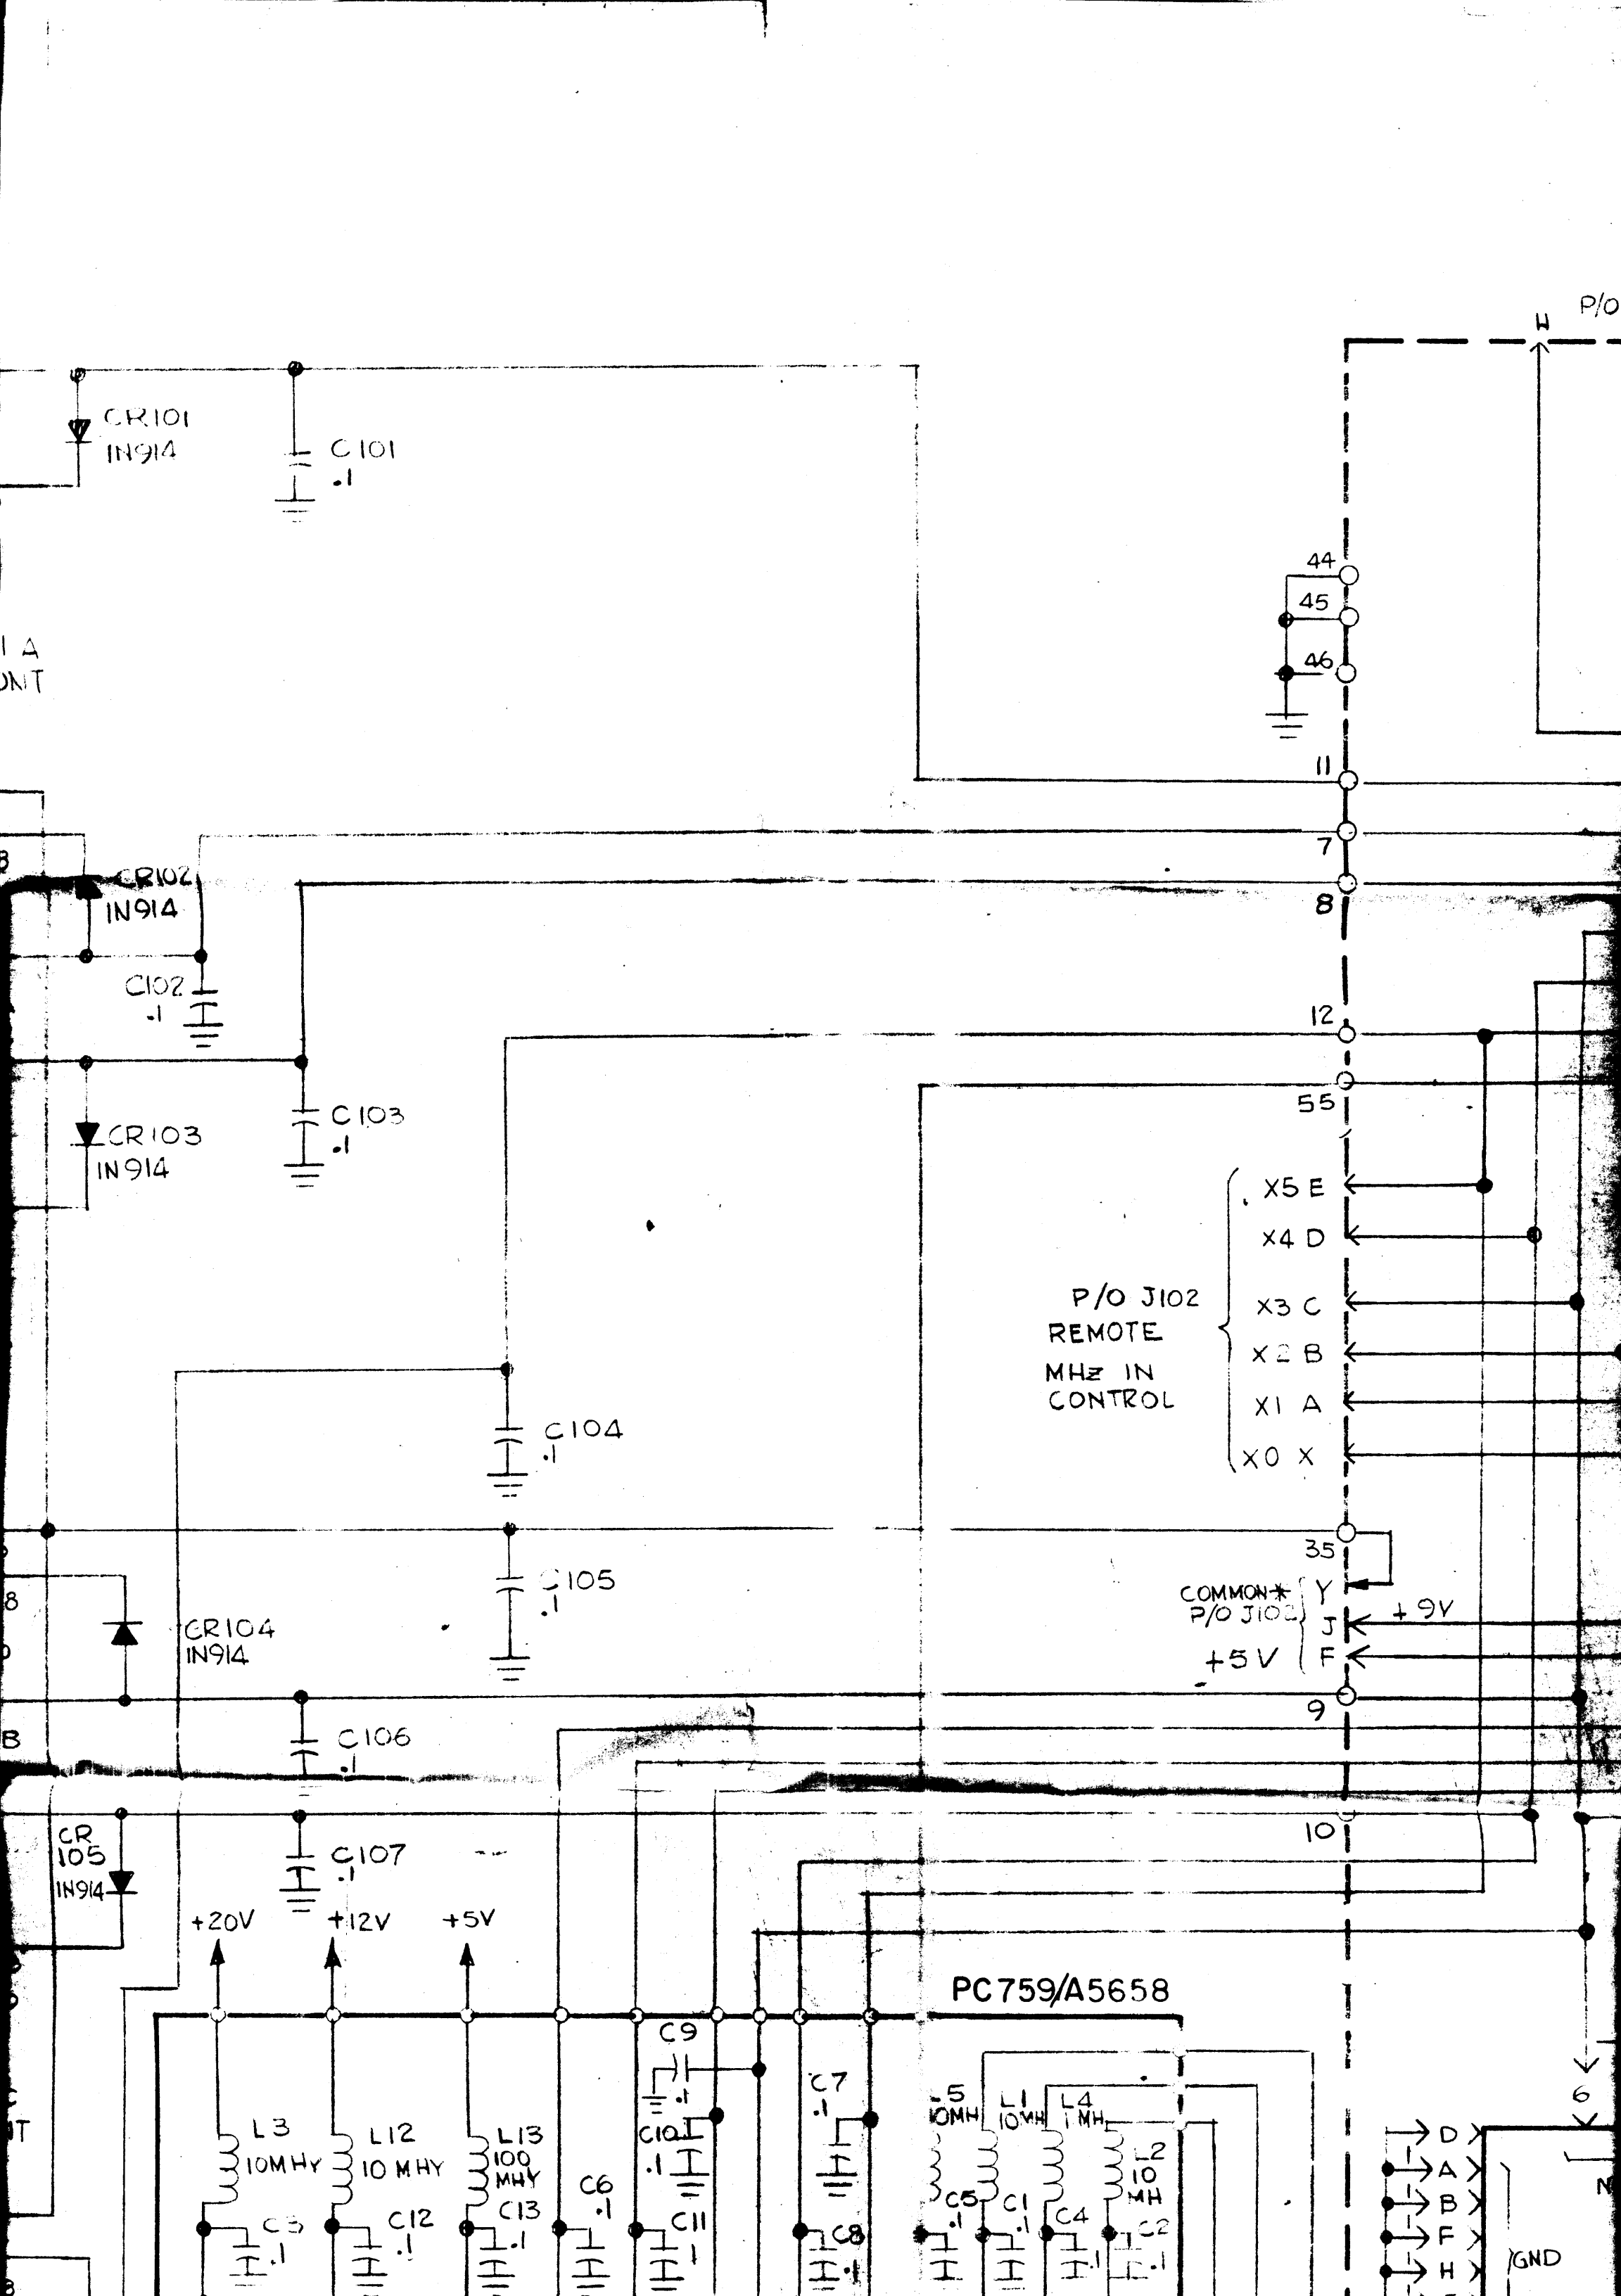 P/O
W
CR101
IN914
C101
.1
44
45
46
1 A
UNT
11
7
8
CR102
IN914
C102
.1
12
55
C103
.1
CR103
IN914
X5 E
X4 D
P/O J102
REMOTE
MHz IN
CONTROL
X3 C
X2 B
X1 A
X0 X
C104
.1
35
C105
.1
COMMON*
P/O J102
Y
J
+9V
+5V
F
8
CR104
IN914
9
B
C106
.1
10
CR
105
IN914
C107
.1
+20V
+12V
+5V
PC759/A5658
C9
.1
C7
.1
L5
10MH
L1
10MH
L4
1 MH
6
L3
10MHY
L12
10 MHY
L13
100
MHY
C10
.1
L2
10
MH
D
A
B
F
H
C6
.1
C13
.1
C12
.1
C11
.1
C8
.1
C5
.1
C1
.1
C4
.1
C2
.1
GND